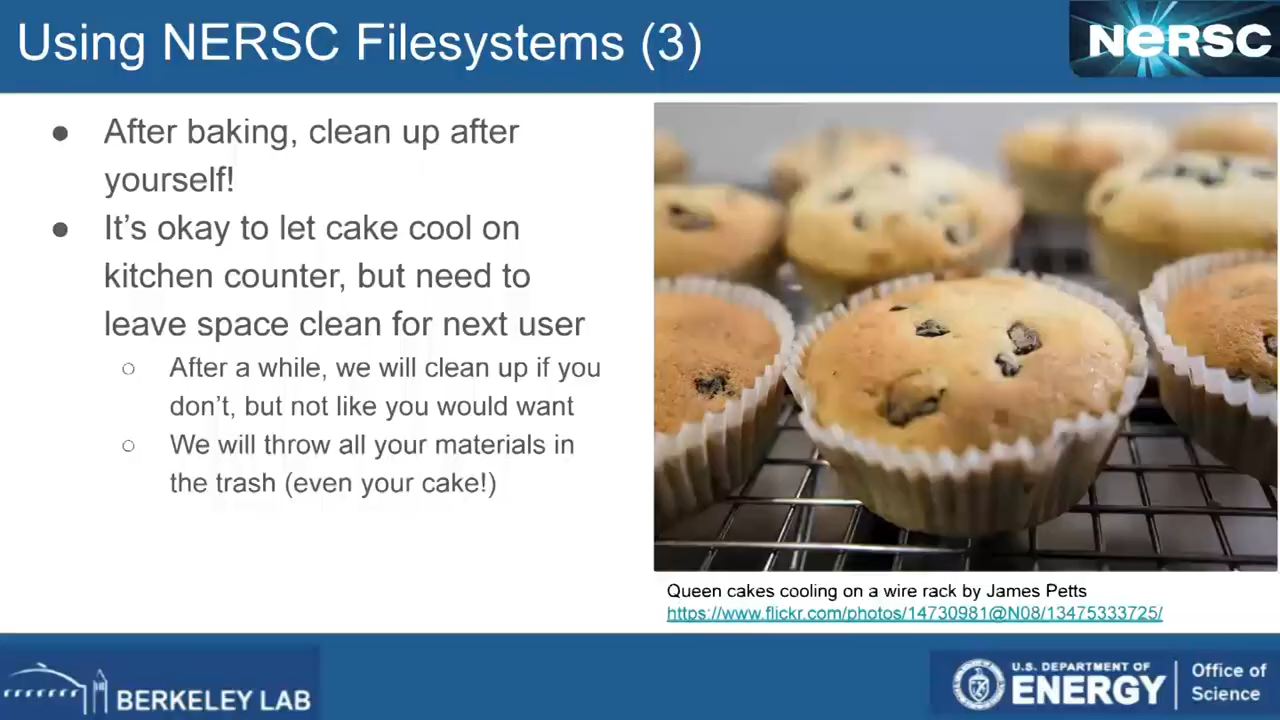 Using NERSC Filesystems (3)
NERSC
● After baking, clean up after
yourself!
● It's okay to let cake cool on
kitchen counter, but need to
leave space clean for next user
○ After a while, we will clean up if you
don't, but not like you would want
○ We will throw all your materials in
the trash (even your cake!)
Queen cakes cooling on a wire rack by James Petts
https://www.flickr.com/photos/14730981@N08/13475333725/
BERKELEY LAB
U.S. DEPARTMENT OF
ENERGY
Office of
Science